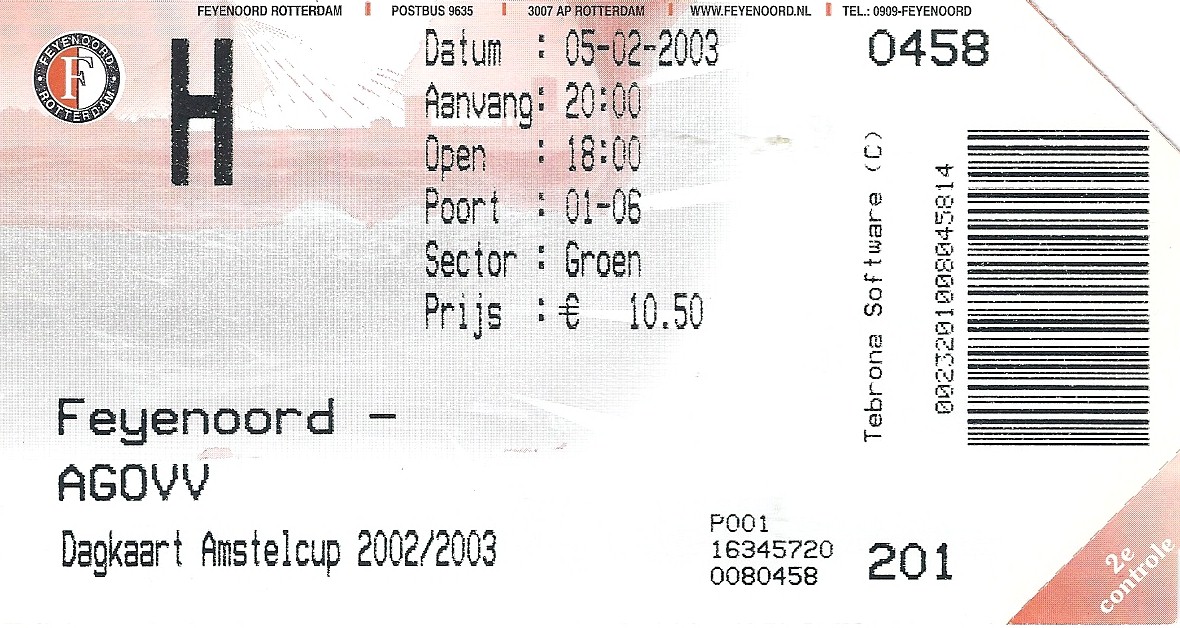 FEYENOORD ROTTERDAM POSTBUS 9635 3007 AP ROTTERDAM WWW.FEYENOORD.NL TEL.: 0909-FEYENOORD
FEYENOORD
F
ROTTERDAM
H
Datum : 05-02-2003
Aanvang: 20:00
Open : 18:00
Poort : 01-06
Sector : Groen
Prijs : € 10.50
Feyenoord -
AGOVV
Dagkaart Amstelcup 2002/2003
P001
16345720
0080458
0458
Tebrona Software (C)
0023201008045814
201
2e
controle